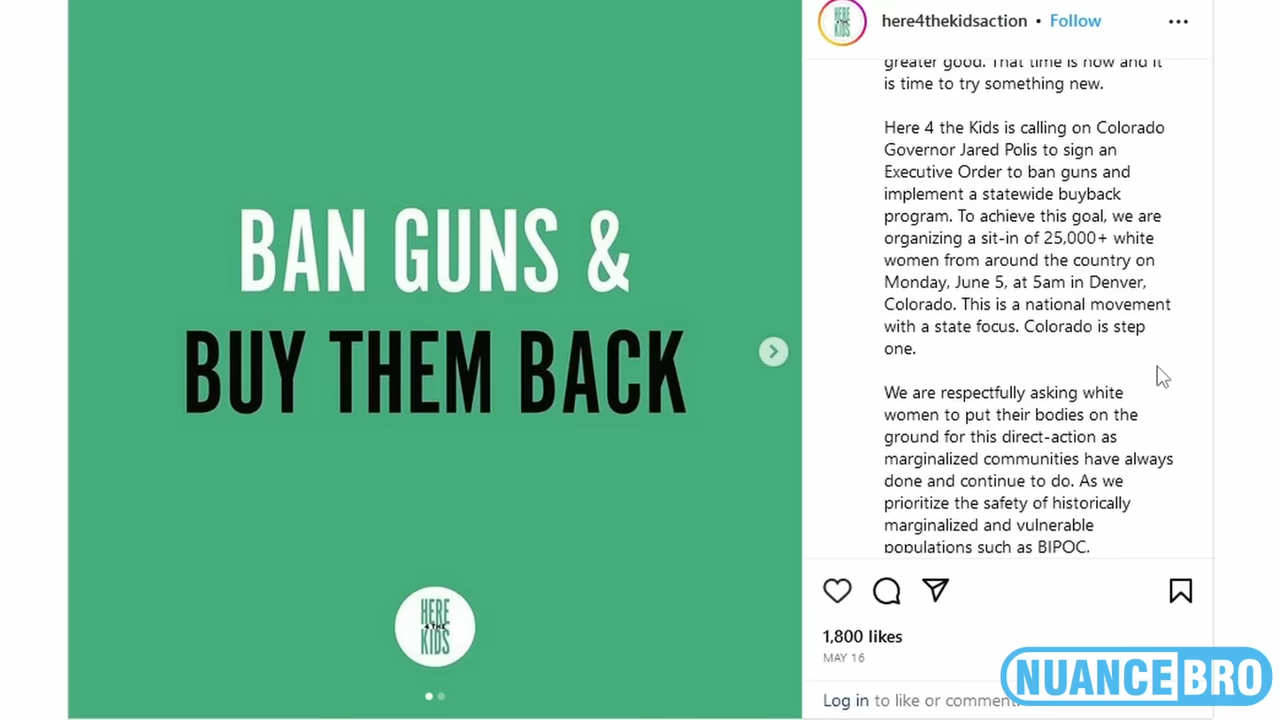 BAN GUNS &
BUY THEM BACK
HERE
4 THE
KIDS
HERE
4 THE
KIDS
here4thekidsaction • Follow
greater good. That time is now and it
is time to try something new.
Here 4 the Kids is calling on Colorado
Governor Jared Polis to sign an
Executive Order to ban guns and
implement a statewide buyback
program. To achieve this goal, we are
organizing a sit-in of 25,000+ white
women from around the country on
Monday, June 5, at 5am in Denver,
Colorado. This is a national movement
with a state focus. Colorado is step
one.
We are respectfully asking white
women to put their bodies on the
ground for this direct-action as
marginalized communities have always
done and continue to do. As we
prioritize the safety of historically
marginalized and vulnerable
populations such as BIPOC.
1,800 likes
MAY 16
Log in to like or comment.
NUANCEBRO